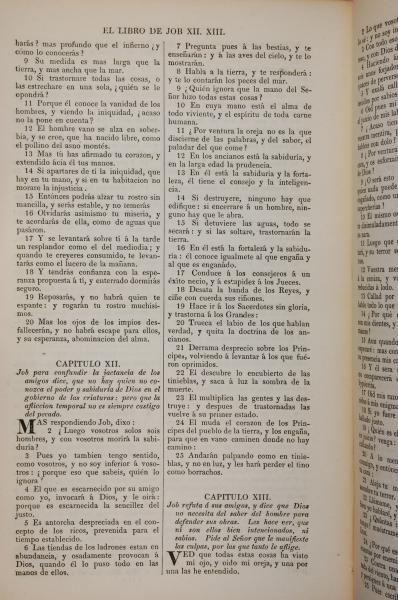 EL LIBRO DE JOB XII. XIII.
barás? mas profundo que el infierno ¿y
cómo lo conocerás?
9 Su medida es mas larga que la
tierra, y mas ancha que la mar.
10 Si trastornare todas las cosas, o
las estrechare en una sola, ¿quién se le
opondrá?
11 Porque él conoce la vanidad de los
hombres, y viendo la iniquidad, ¿acaso
no la pone en cuenta?
12 El hombre vano se alza en sober-
bia, y se cree, que ha nacido libre, como
el pollino del asno montés.
13 Mas tú has afirmado tu corazon, y
extendido ácia él tus manos.
14 Si apartares de tí la iniquidad, que
hay en tu mano, y si en tu habitacion no
morare la injusticia.
15 Entónces podrás alzar tu rostro sin
mancilla, y serás estable, y no temerás
16 Olvidarás asimismo tu miseria, y
te acordarás de ella, como de aguas que
pasáron.
17 Y se levantará sobre tí á la tarde
un resplandor como el del mediodia; y
quando te creyeres consumido, te levan-
tarás como el lucero de la mañana.
18 Y tendrás confianza con la espe-
ranza propuesta á tí, y enterrado dormirás
seguro.
19 Reposarás, y no habrá quien te
espante: y rogarán tu rostro muchísi-
mos.
20 Mas los ojos de los impíos des-
fallecerán, y no habrá escape para ellos,
y su esperanza, abominacion del alma.
CAPITULO XII.
Job para confundir la jactancia de los
amigos dice, que no hay quien no co-
nozca el poder y sabiduría de Dios en el
gobierno de las criaturas: pero que la
afliccion temporal no es siempre castigo
del pecado.
MAS respondiendo Job, dixo:
2 ¿Luego vosotros solos sois
hombres, y con vosotros morirá la sabi-
duría?
3 Pues yo tambien tengo sentido,
como vosotros, y no soy inferior á voso-
tros: ¿porque eso que sabeis, quién lo
ignora?
4 El que es escarnecido por su amigo
como yo, invocará á Dios, y le oirá:
porque es escarnecida la sencillez del
justo.
5 Es antorcha despreciada en el con-
cepto de los ricos, prevenida para el
tiempo establecido.
6 Las tiendas de los ladrones estan en
abundancia, y osadamente provocan á
Dios, quando él lo puso todo en las
manos de ellos.
7 Pregunta pues á las bestias, y te
enseñarán: y á las aves del cielo, y te lo
mostrarán.
8 Habla á la tierra, y te responderá:
y te lo contarán los peces del mar.
9 ¿Quién ignora que la mano del Se-
ñor hizo todas estas cosas?
10 En cuya mano está el alma de
todo viviente, y el espíritu de toda carne
humana.
11 ¿Por ventura la oreja no es la que
discierne de las palabras, y del sabor, el
paladar del que come?
12 En los ancianos está la sabiduría, y
en la larga edad la prudencia.
13 En él está la sabiduría y la forta-
leza, él tiene el consejo y la inteligen-
cia.
14 Si destruyere, ninguno hay que
edifique: si encerrare á un hombre, nin-
guno hay que le abra.
15 Si detuviere las aguas, todo se
secará: y si las soltare, trastornarán la
tierra.
16 En él está la fortaleza y la sabidu-
ría: él conoce igualmente al que engaña y
al que es engañado.
17 Conduce á los consejeros á un
éxito necio, y á estupidez á los Jueces.
18 Desata la banda de los Reyes, y
ciñe con cuerda sus riñones.
19 Hace ir á los Sacerdotes sin gloria,
y trastorna á los Grandes:
20 Trueca el labio de los que hablan
verdad, y quita la doctrina de los an-
cianos.
21 Derrama desprecio sobre los Prín-
cipes, volviendo á levantar á los que fué-
ron oprimidos.
22 El descubre lo encubierto de las
tinieblas, y saca á luz la sombra de la
muerte.
23 El multiplica las gentes y las des-
truye: y despues de trastornadas las
vuelve á su primer estado.
24 El muda el corazon de los Prín-
cipes del pueblo de la tierra, y los engaña,
para que en vano caminen donde no hay
camino:
25 Andarán palpando como en tinie-
blas, y no en luz, y les hará perder el tino
como borrachos.
CAPITULO XIII.
Job refuta á sus amigos, y dice que Dios
no necesita del saber del hombre para
defender sus obras. Les hace ver, que
ni son ellos bien intencionados, ni
sabios. Pide al Señor que le manifieste
las culpas, por las que tanto le aflige.
VED que todas estas cosas ha visto
mi ojo, y oido mi oreja, y una por
una las he entendido.